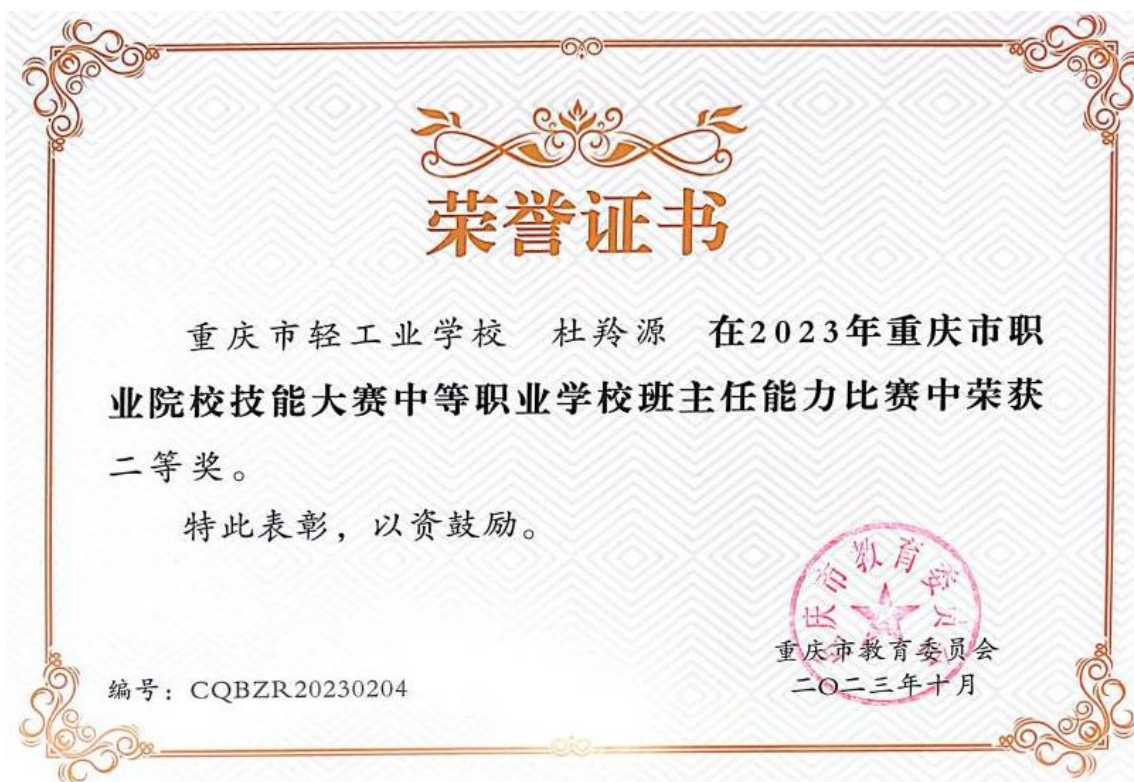 荣誉证书
重庆市轻工业学校 杜羚源 在2023年重庆市职
业院校技能大赛中等职业学校班主任能力比赛中荣获
二等奖。
特此表彰，以资鼓励。
重庆市教育委员会
重庆市教育委员会
二〇二三年十月
编号：CQBZR20230204